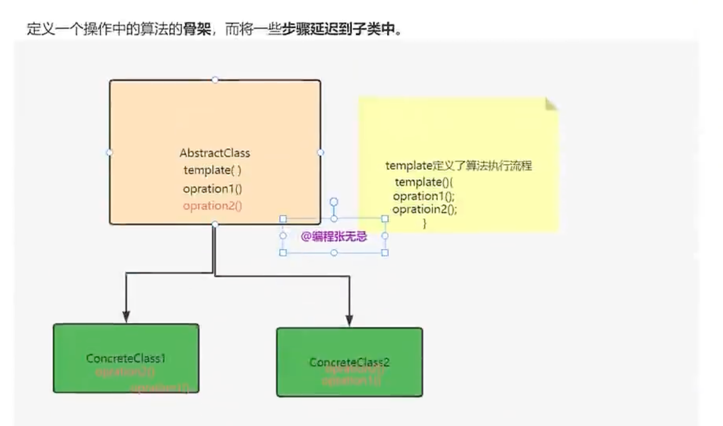 定义一个操作中的算法的骨架，而将一些步骤延迟到子类中。
AbstractClass
template( )
opration1()
opration2()
template定义了算法执行流程
template(){
opration1();
opratioin2();
}
@编程张无忌
ConcreteClass1
opration2()
opration1()
ConcreteClass2
opration1()